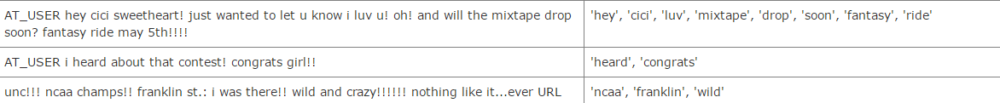 AT_USER hey cici sweetheart! just wanted to let u know i luv u! oh! and will the mixtape drop soon? fantasy ride may 5th!!!!
'hey', 'cici', 'luv', 'mixtape', 'drop', 'soon', 'fantasy', 'ride'
AT_USER i heard about that contest! congrats girl!!
'heard', 'congrats'
unc!!! ncaa champs!! franklin st.: i was there!! wild and crazy!!!!!! nothing like it...ever URL
'ncaa', 'franklin', 'wild'